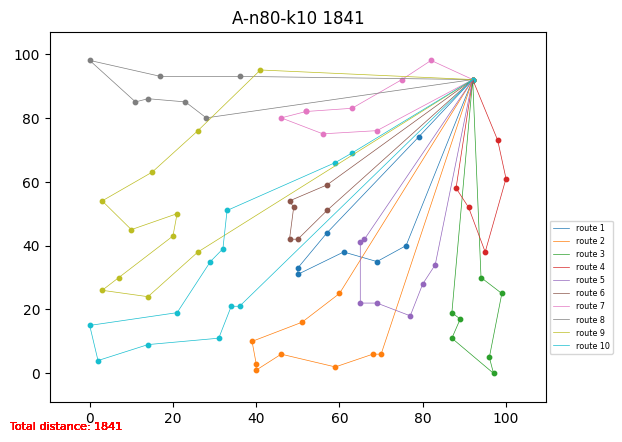 A-n80-k10 1841
100
80
60
40
20
0
0 20 40 60 80 100
route 1
route 2
route 3
route 4
route 5
route 6
route 7
route 8
route 9
route 10
Total distance: 1841